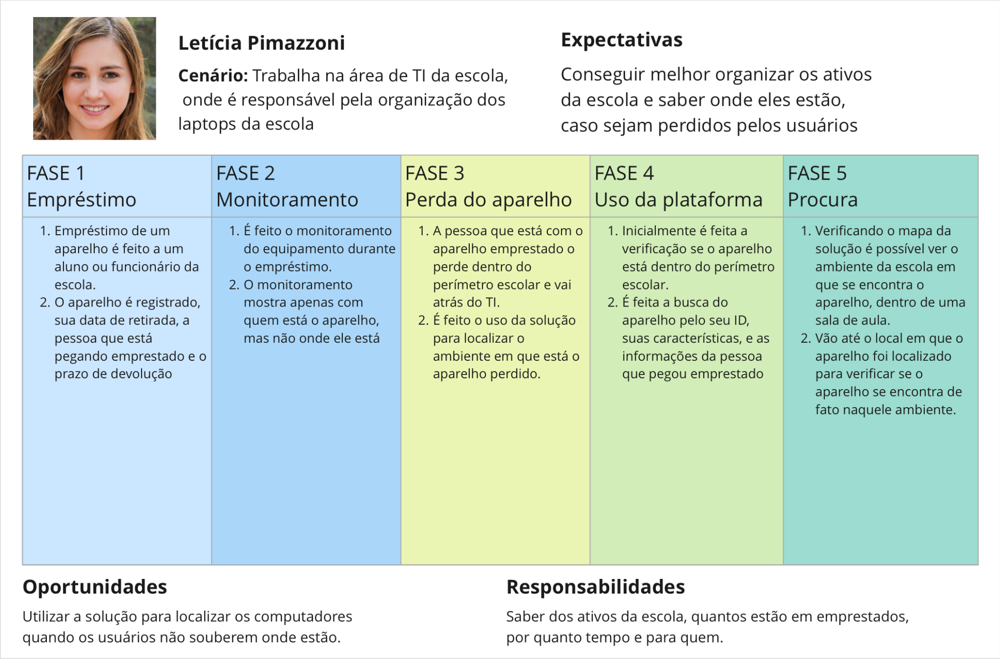 Letícia Pimazzoni
Cenário: Trabalha na área de TI da escola,
onde é responsável pela organização dos
laptops da escola
Expectativas
Conseguir melhor organizar os ativos
da escola e saber onde eles estão,
caso sejam perdidos pelos usuários
FASE 1
Empréstimo
1. Empréstimo de um
aparelho é feito a um
aluno ou funcionário da
escola.
2. O aparelho é registrado,
sua data de retirada, a
pessoa que está
pegando emprestado e o
prazo de devolução
FASE 2
Monitoramento
1. É feito o monitoramento
do equipamento durante
o empréstimo.
2. O monitoramento
mostra apenas com
quem está o aparelho,
mas não onde ele está
FASE 3
Perda do aparelho
1. A pessoa que está com o
aparelho emprestado o
perde dentro do
perímetro escolar e vai
atrás do TI.
2. É feito o uso da solução
para localizar o
ambiente em que está o
aparelho perdido.
FASE 4
Uso da plataforma
1. Inicialmente é feita a
verificação se o aparelho
está dentro do perímetro
escolar.
2. É feita a busca do
aparelho pelo seu ID,
suas características, e as
informações da pessoa
que pegou emprestado
FASE 5
Procura
1. Verificando o mapa da
solução é possível ver o
ambiente da escola em
que se encontra o
aparelho, dentro de uma
sala de aula.
2. Vão até o local em que o
aparelho foi localizado
para verificar se o
aparelho se encontra de
fato naquele ambiente.
Oportunidades
Utilizar a solução para localizar os computadores
quando os usuários não souberem onde estão.
Responsabilidades
Saber dos ativos da escola, quantos estão em emprestados,
por quanto tempo e para quem.